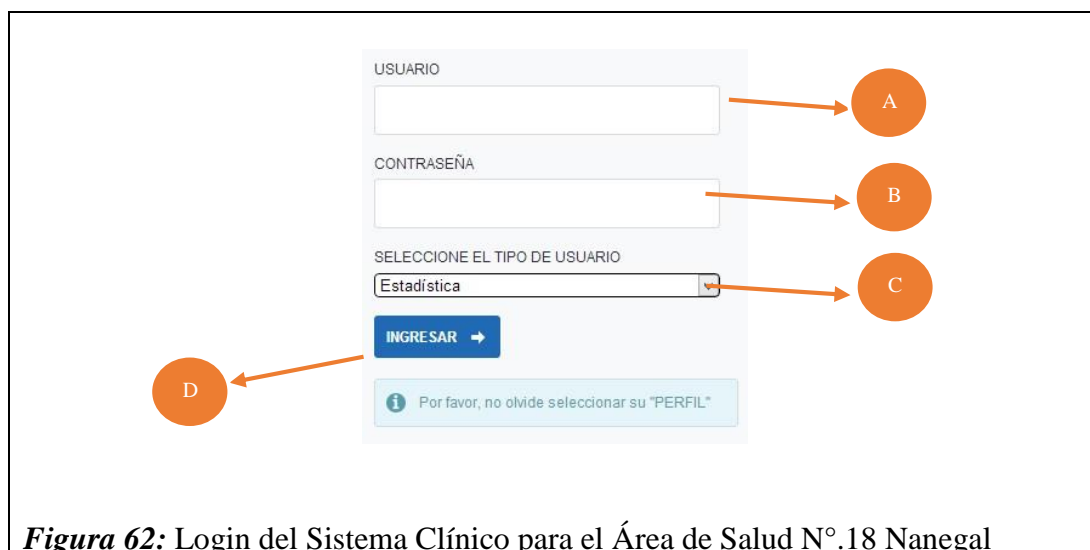 USUARIO
A
CONTRASEÑA
B
SELECCIONE EL TIPO DE USUARIO
Estadística
C
INGRESAR
D
Por favor, no olvide seleccionar su "PERFIL"
Figura 62: Login del Sistema Clínico para el Área de Salud N°.18 Nanegal